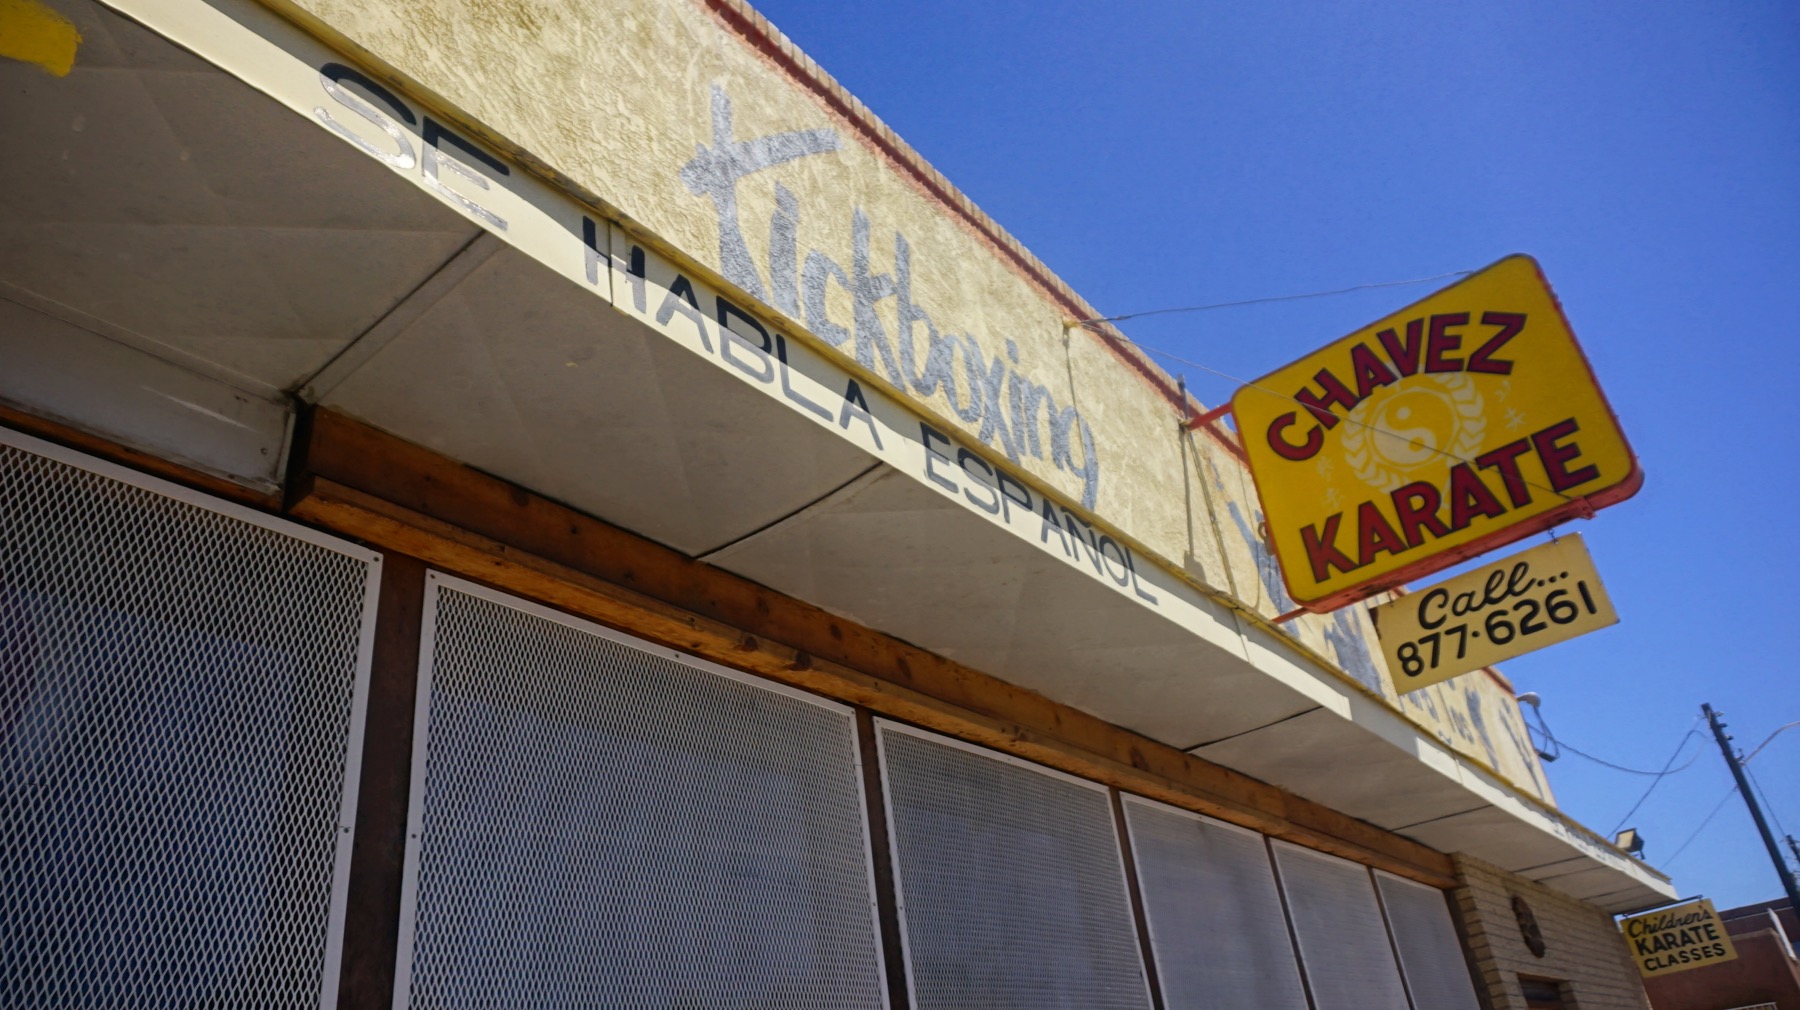 Kickboxing
SE HABLA ESPAÑOL
CHAVEZ
KARATE
Call...
877-6261
Children's
KARATE
CLASSES